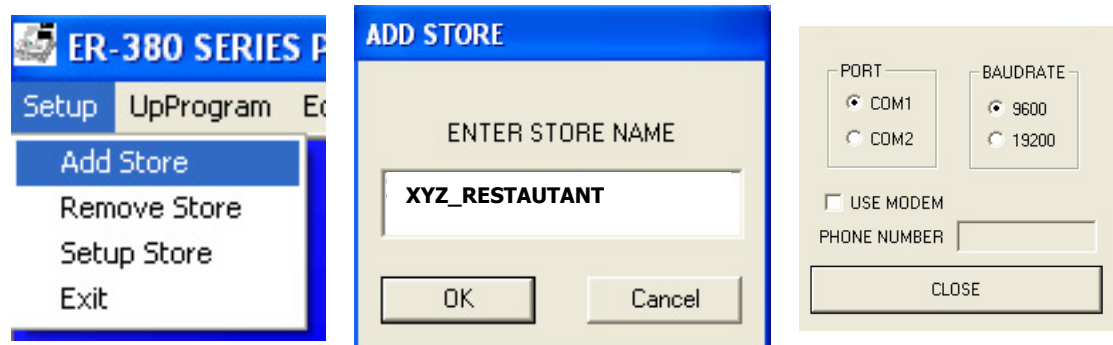 ER-380 SERIES P
Setup UpProgram
Add Store
Remove Store
Setup Store
Exit
ADD STORE
ENTER STORE NAME
XYZ_RESTAUTANT
OK Cancel
PORT
COM1
COM2
BAUDRATE
9600
19200
USE MODEM
PHONE NUMBER
CLOSE